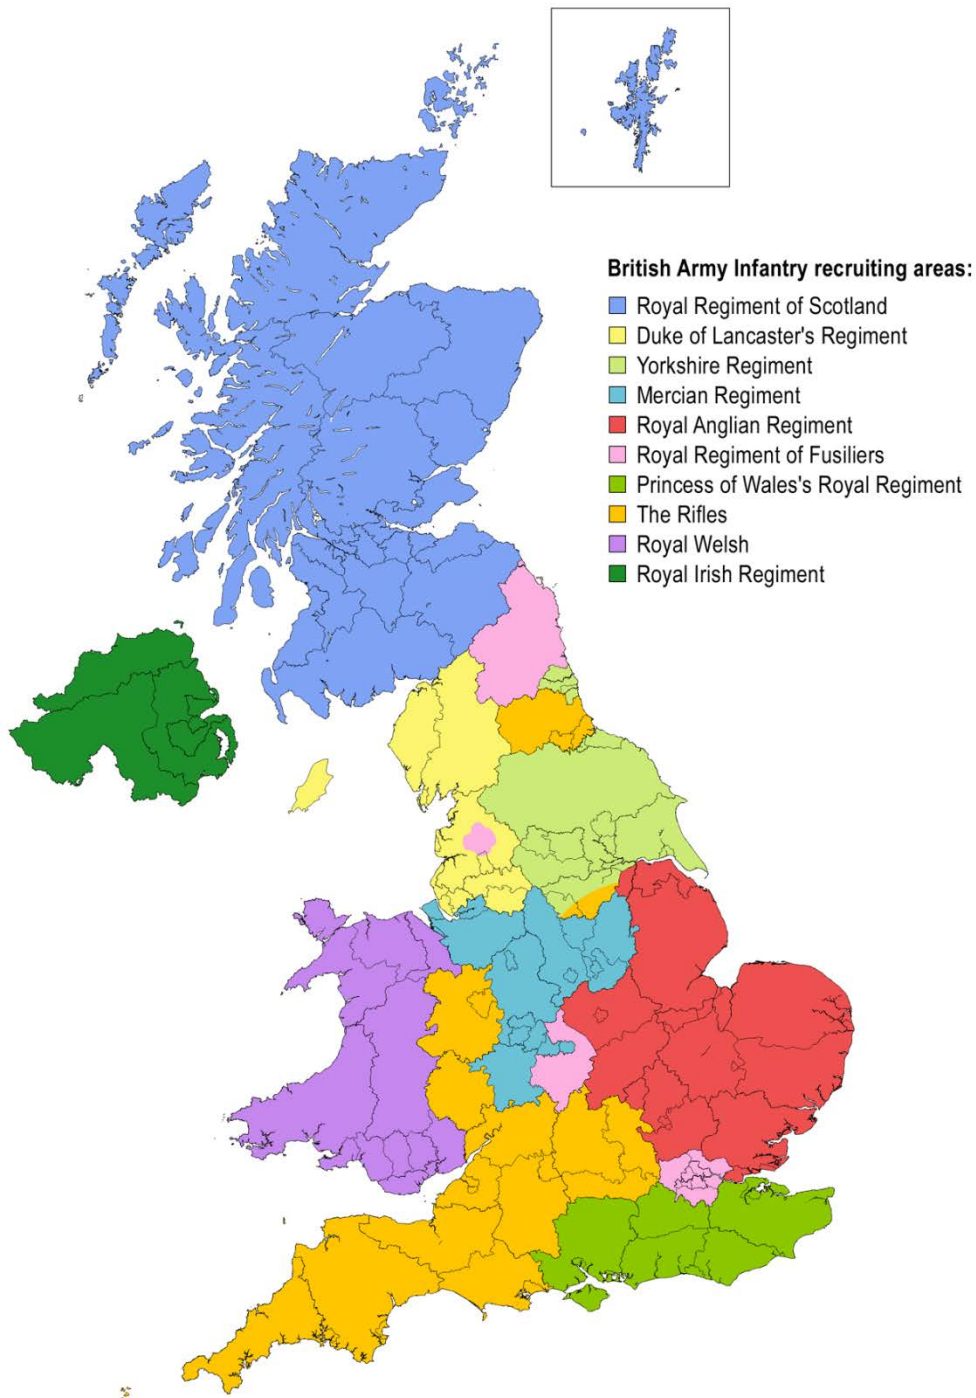 British Army Infantry recruiting areas:
Royal Regiment of Scotland
Duke of Lancaster's Regiment
Yorkshire Regiment
Mercian Regiment
Royal Anglian Regiment
Royal Regiment of Fusiliers
Princess of Wales's Royal Regiment
The Rifles
Royal Welsh
Royal Irish Regiment